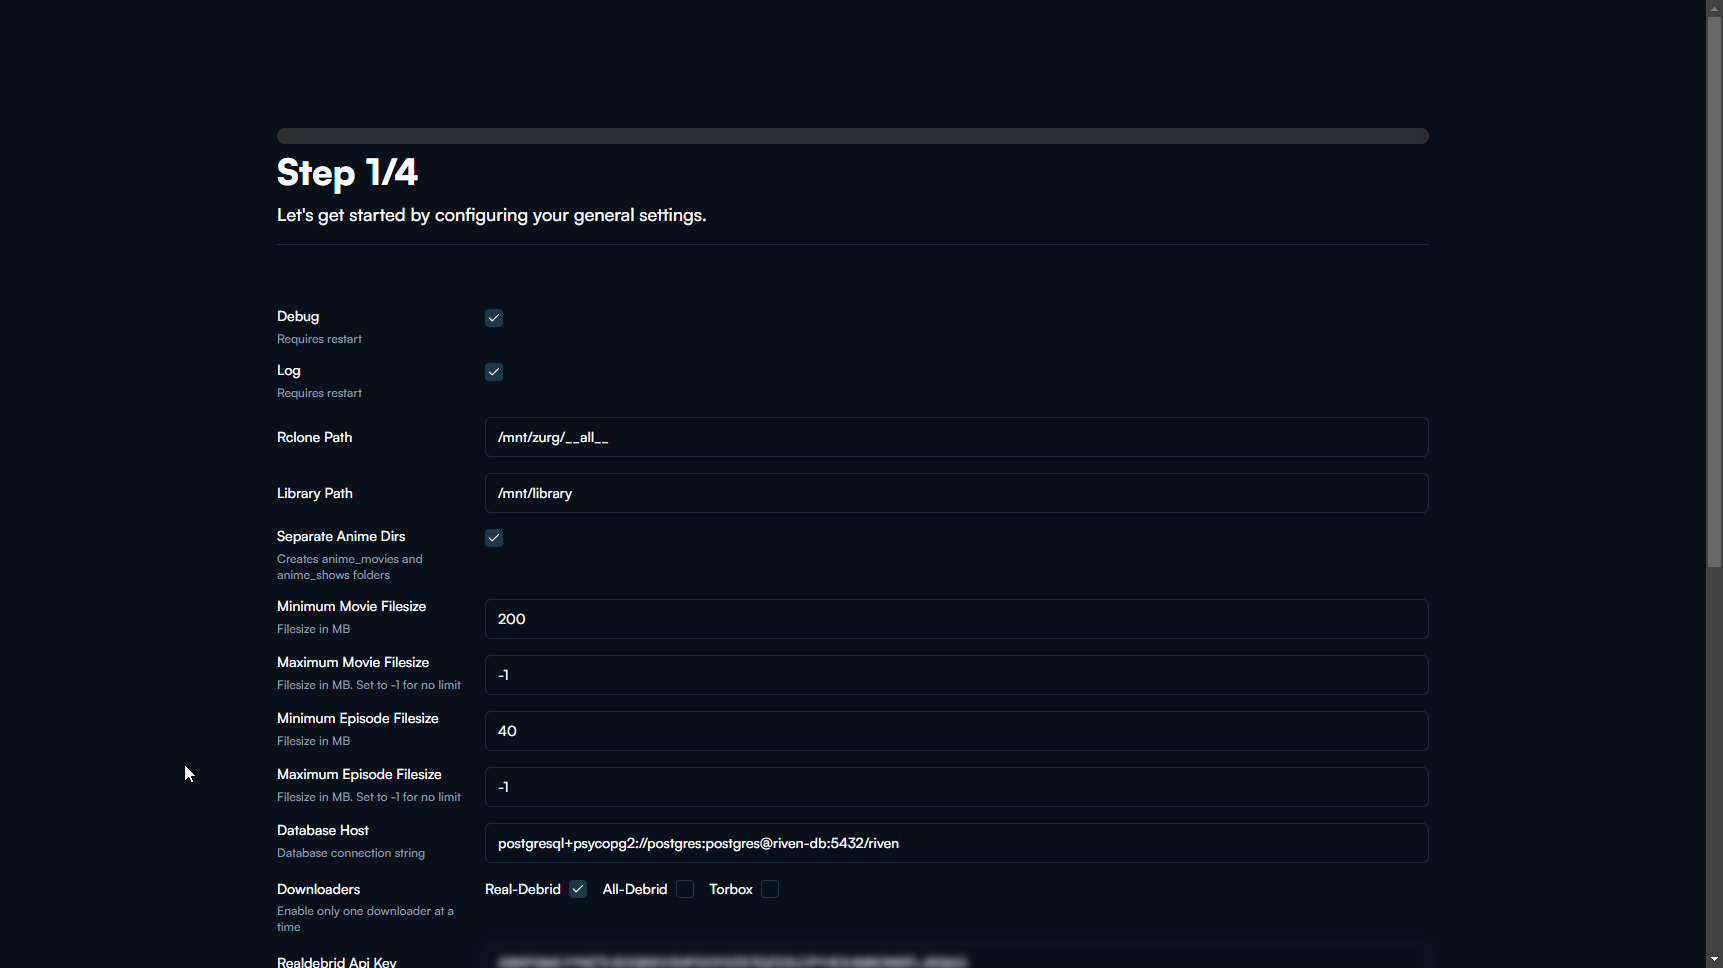 Step 1/4
Let's get started by configuring your general settings.
Debug
Requires restart
Log
Requires restart
Rclone Path
/mnt/zurg/__all__
Library Path
/mnt/library
Separate Anime Dirs
Creates anime_movies and
anime_shows folders
Minimum Movie Filesize
Filesize in MB
200
Maximum Movie Filesize
Filesize in MB. Set to -1 for no limit
-1
Minimum Episode Filesize
Filesize in MB
40
Maximum Episode Filesize
Filesize in MB. Set to -1 for no limit
-1
Database Host
Database connection string
postgresql+psycopg2://postgres:postgres@riven-db:5432/riven
Downloaders
Enable only one downloader at a
time
Real-Debrid All-Debrid Torbox
Realdebrid Api Key